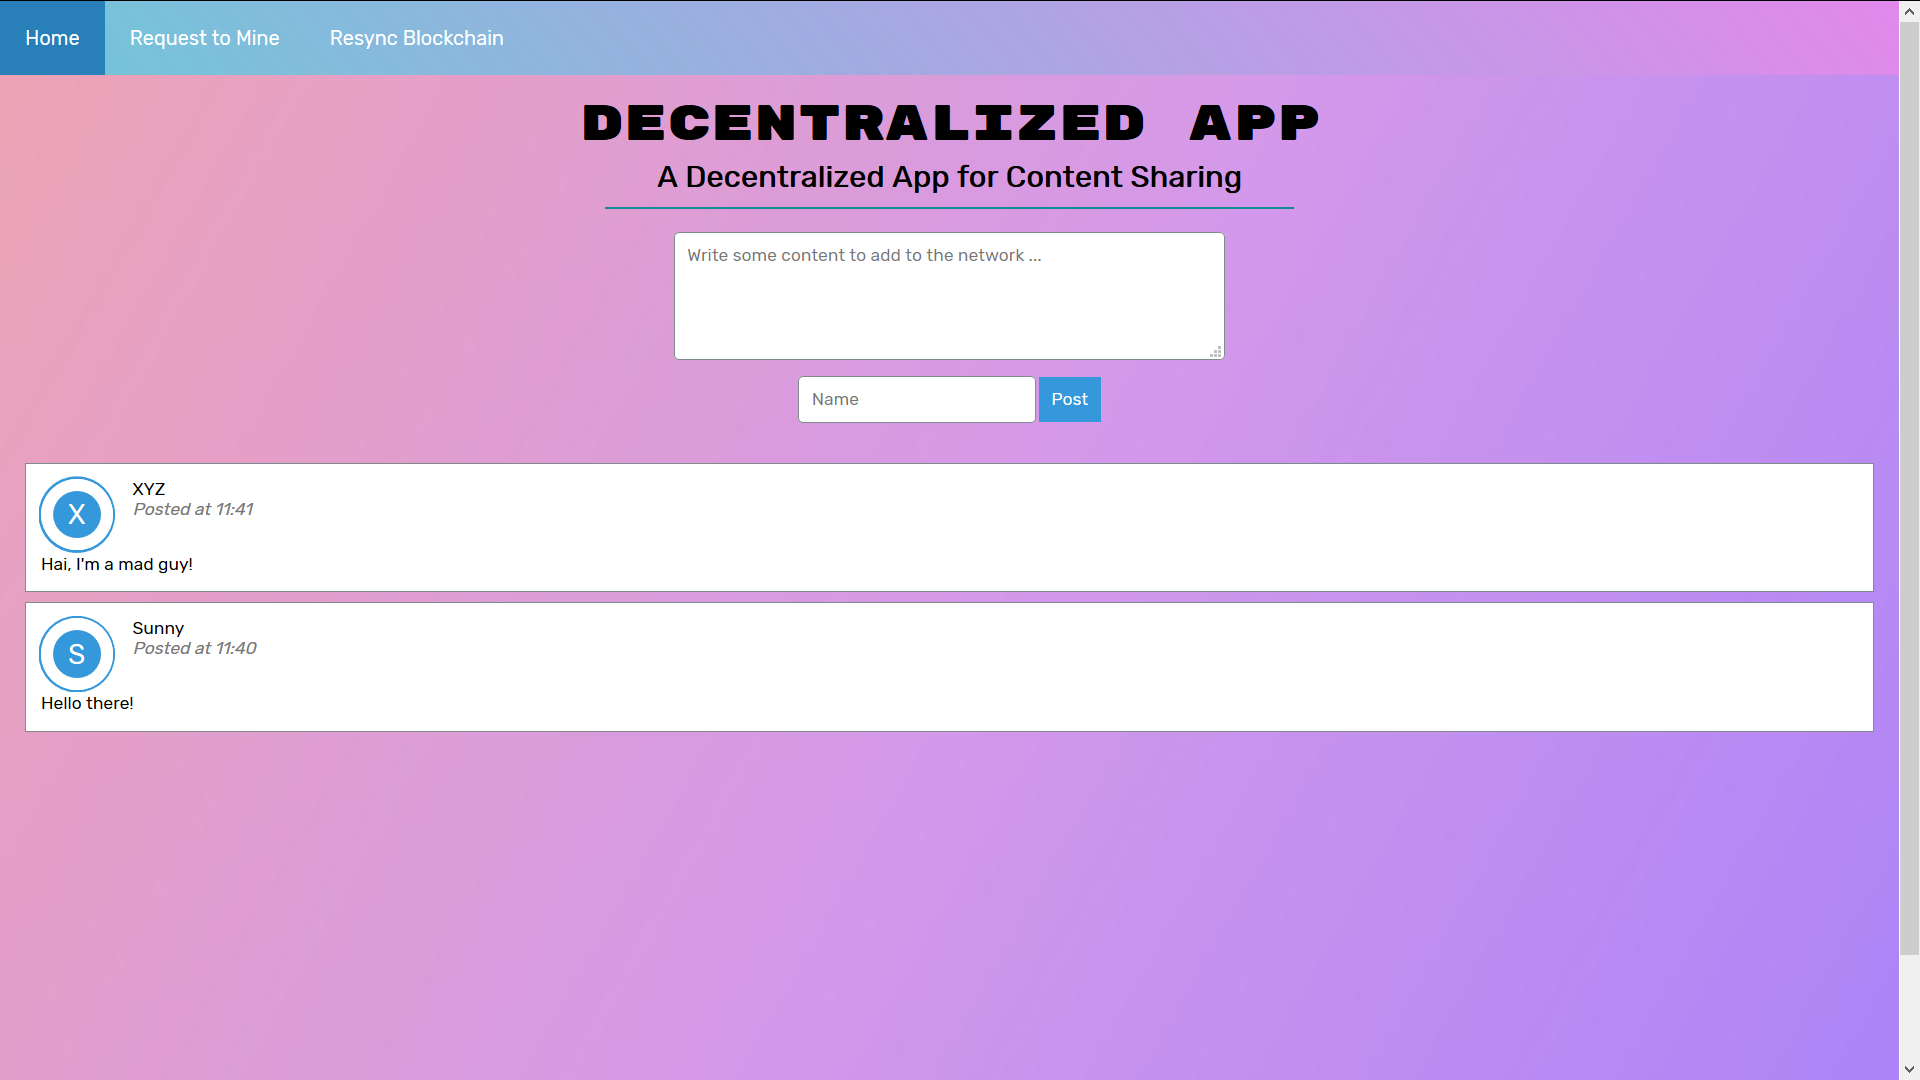 Home Request to Mine Resync Blockchain
DECENTRALIZED APP
A Decentralized App for Content Sharing
Write some content to add to the network ...
Name Post
X XYZ
Posted at 11:41
Hai, I'm a mad guy!
S Sunny
Posted at 11:40
Hello there!